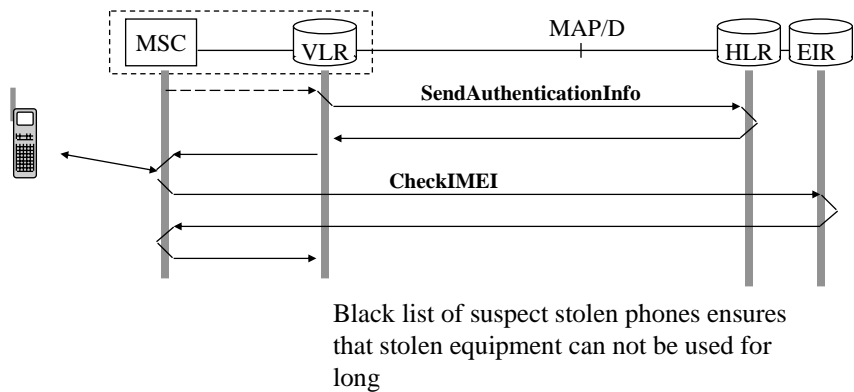 MAP/D
MSC
VLR
HLR EIR
SendAuthenticationInfo
CheckIMEI
Black list of suspect stolen phones ensures
that stolen equipment can not be used for
long